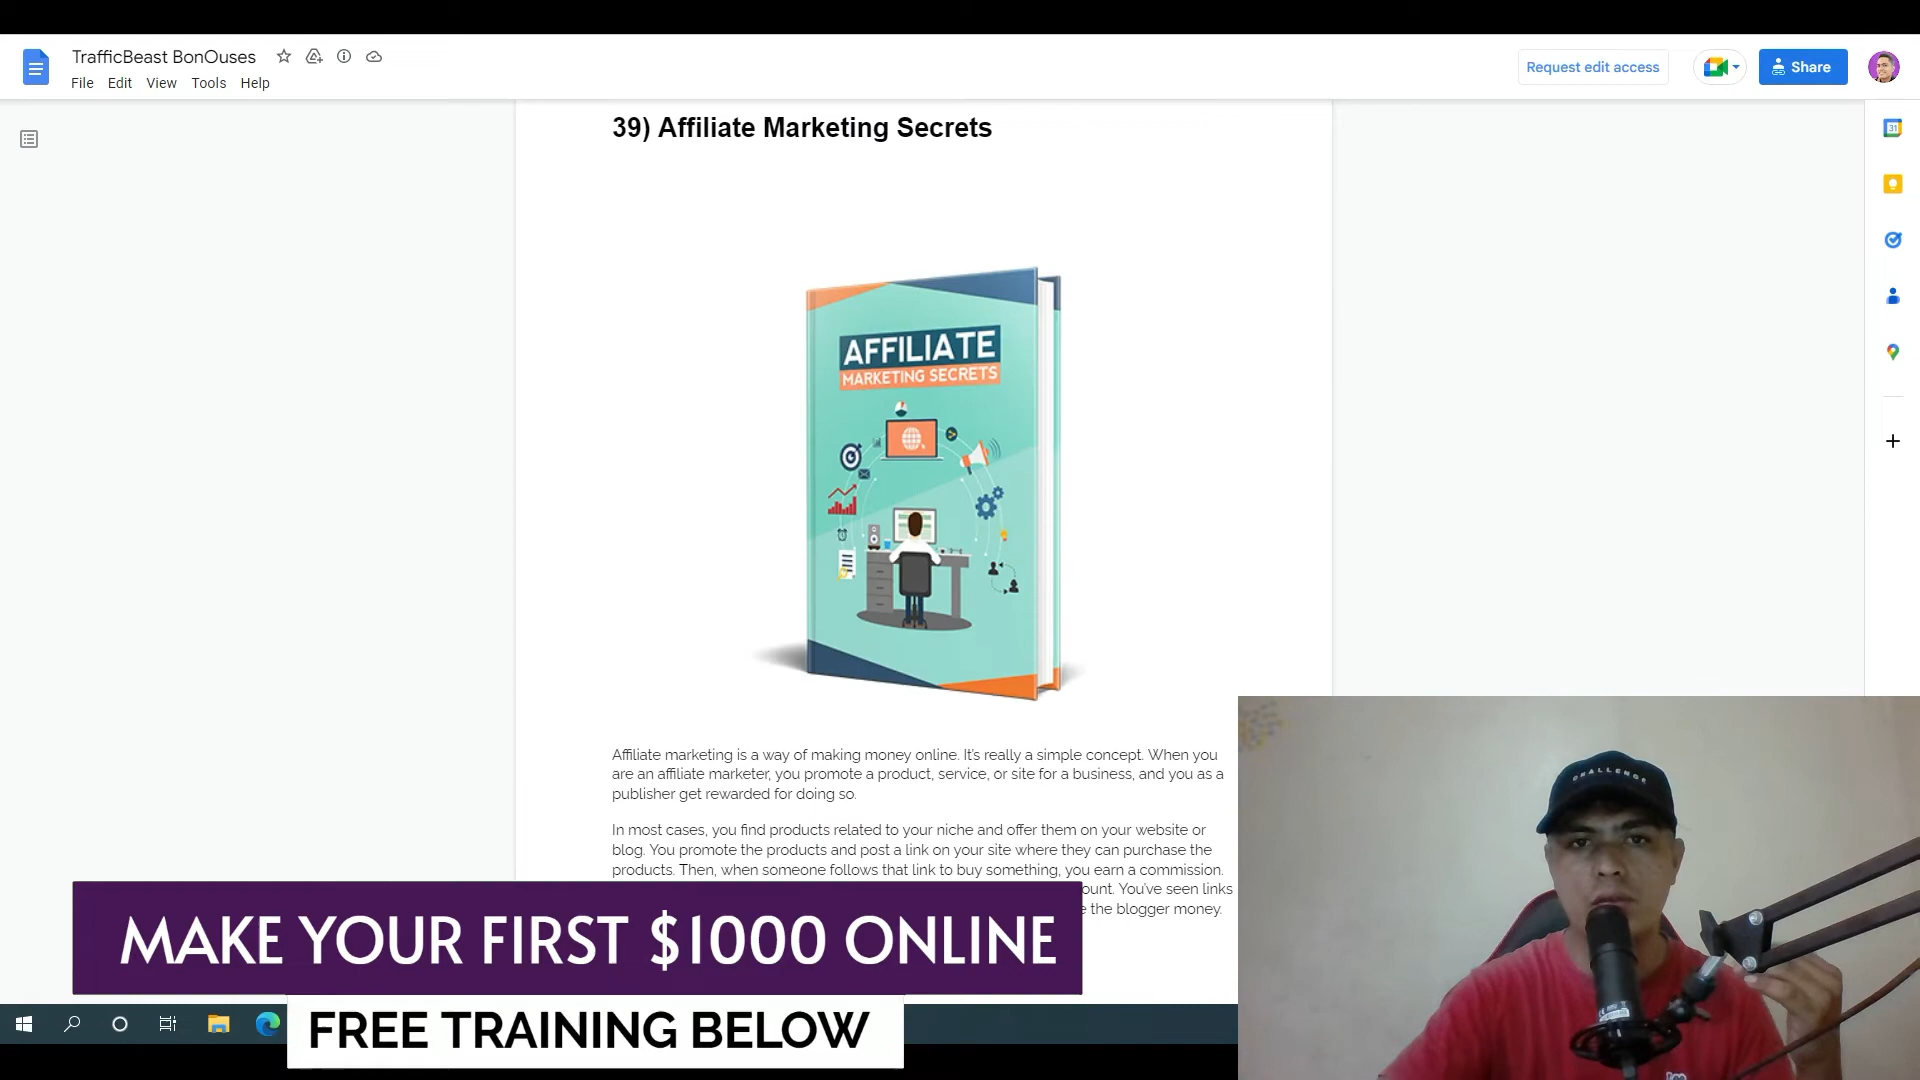 TrafficBeast BonOuses
File Edit View Tools Help
Request edit access
Share
31
39) Affiliate Marketing Secrets
AFFILIATE
MARKETING SECRETS
Affiliate marketing is a way of making money online. It's really a simple concept. When you
are an affiliate marketer, you promote a product, service, or site for a business, and you as a
publisher get rewarded for doing so.
In most cases, you find products related to your niche and offer them on your website or
blog. You promote the products and post a link on your site where they can purchase the
products. Then, when someone follows that link to buy something, you earn a commission.
ount. You've seen links
the blogger money.
CHALLENGE
MAKE YOUR FIRST $1000 ONLINE
FREE TRAINING BELOW